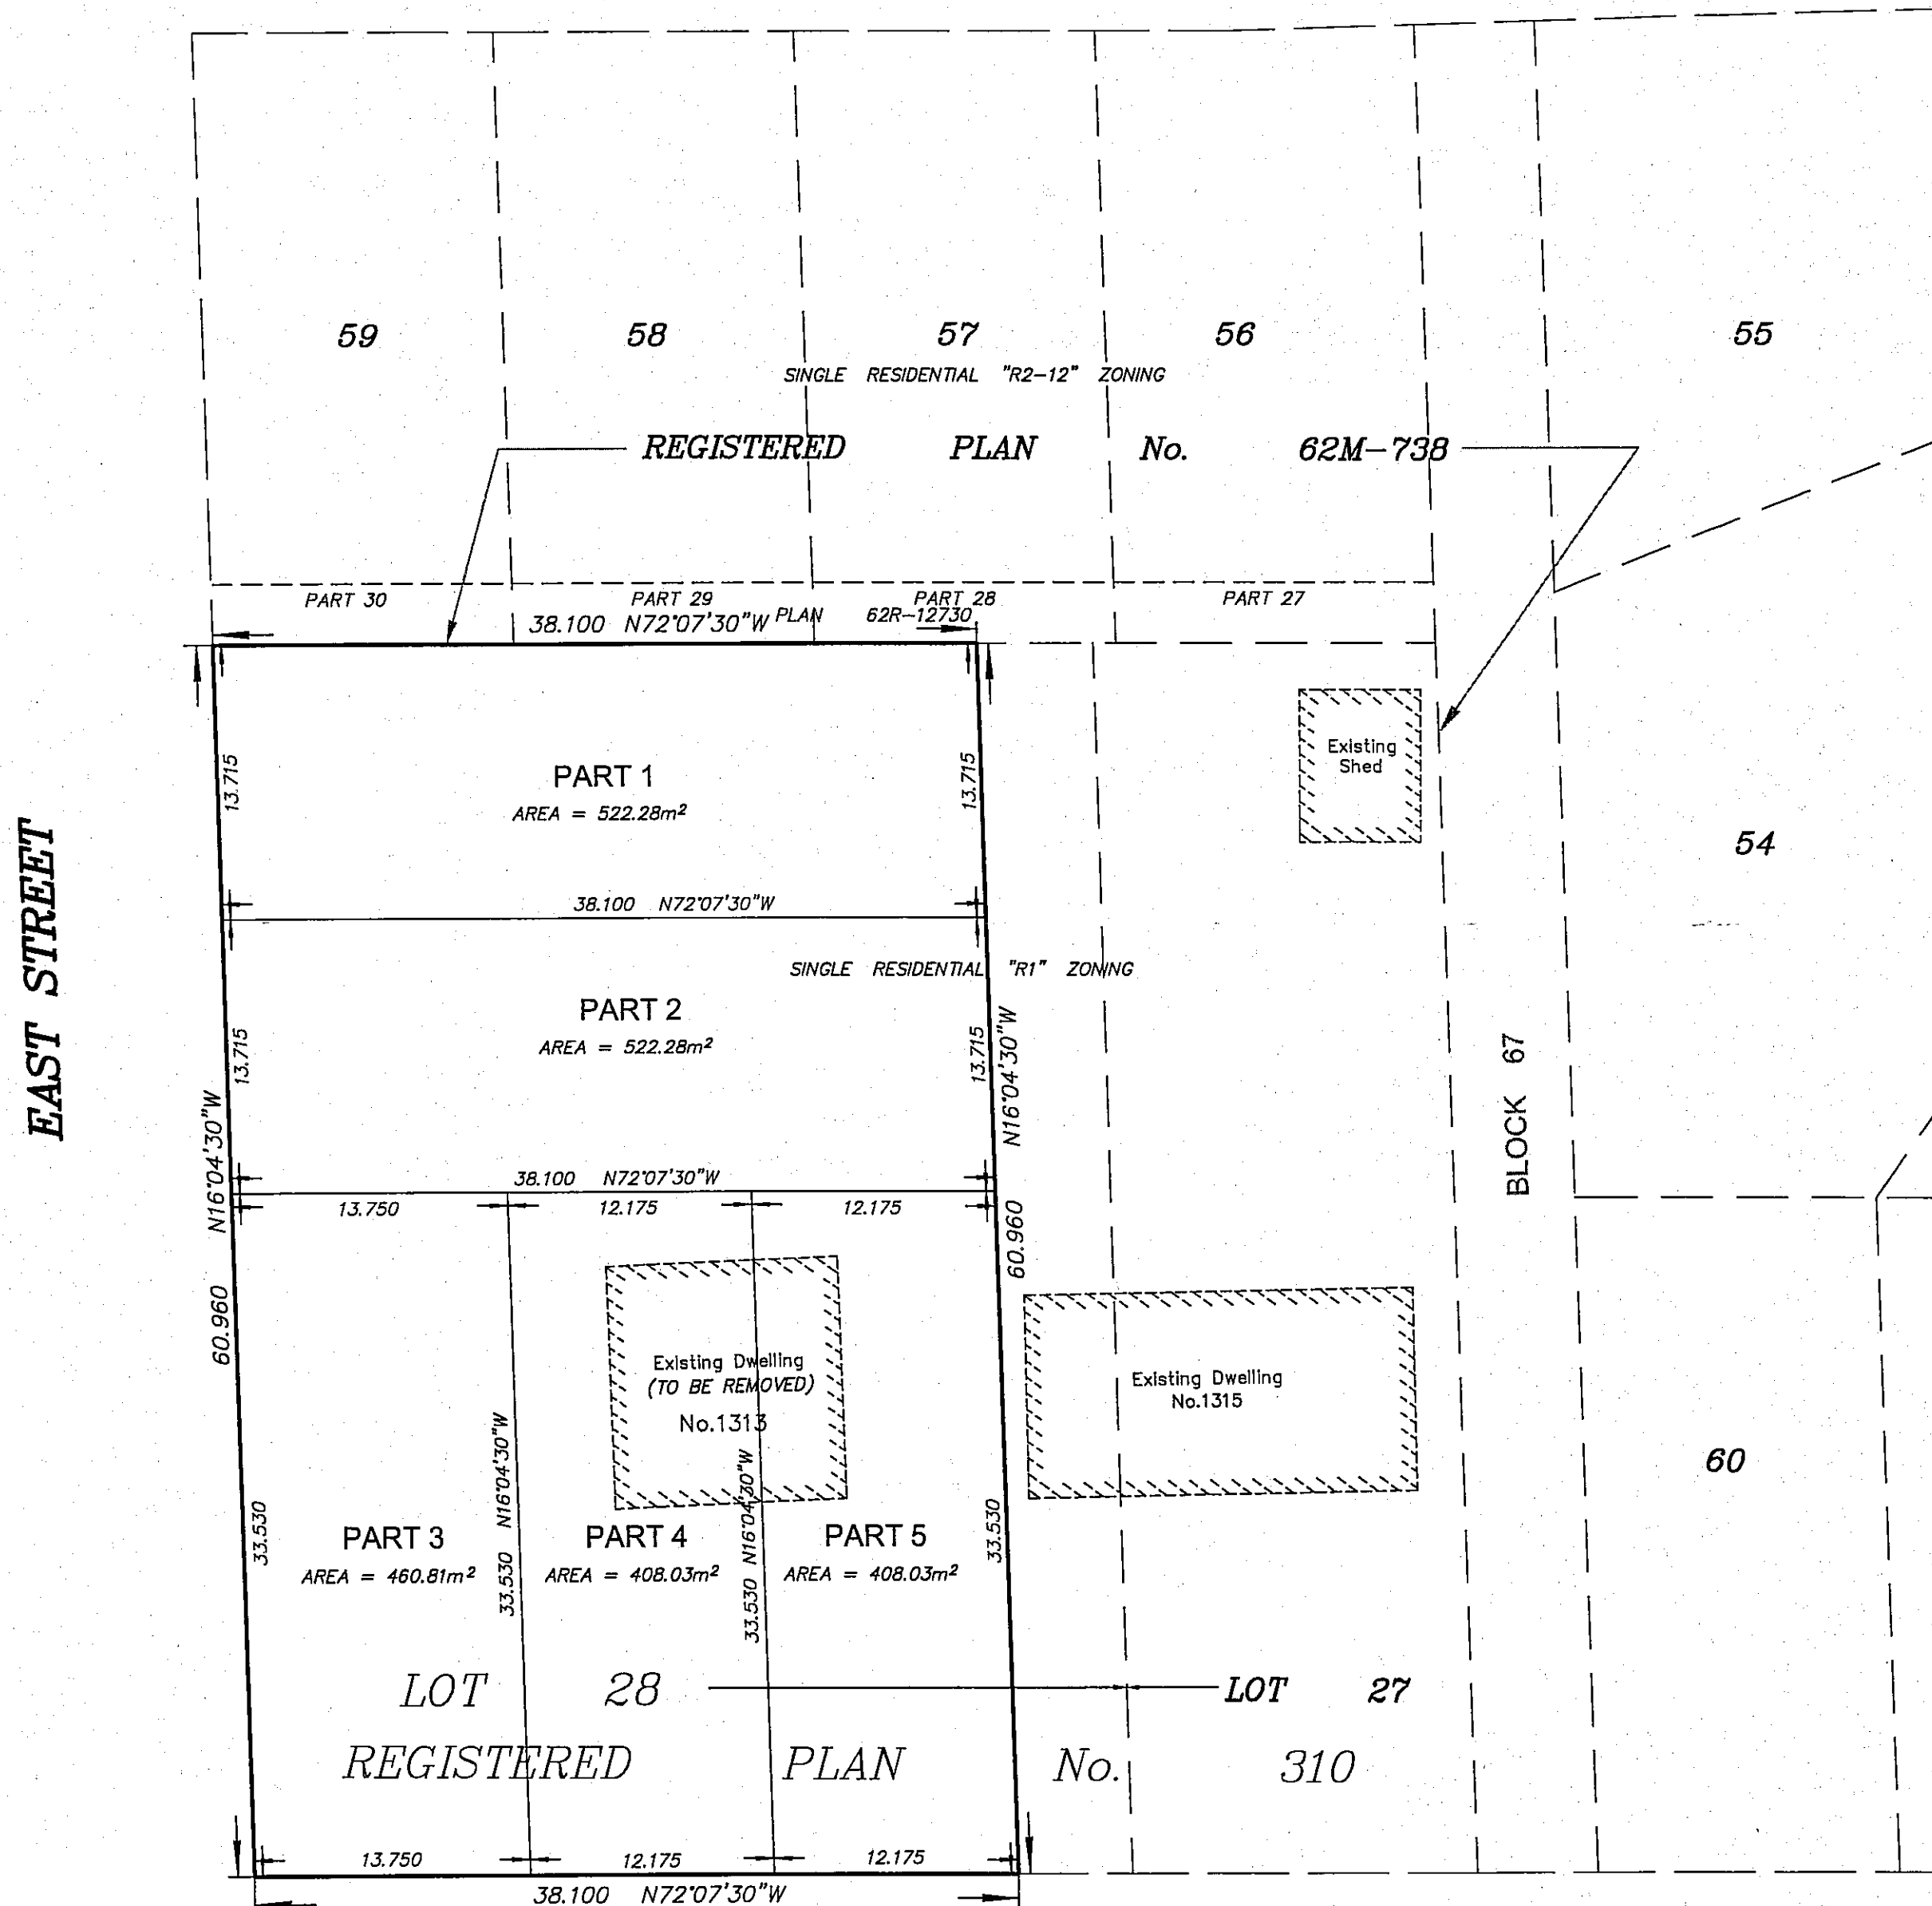 59 58 57 56 55
SINGLE RESIDENTIAL "R2-12" ZONING
REGISTERED PLAN No. 62M-738
PART 30 PART 29 PART 28 PART 27
38.100 N72°07'30"W PLAN 62R-12730
EAST STREET
13.715
PART 1
AREA = 522.28m²
13.715
Existing
Shed
54
38.100 N72°07'30"W
SINGLE RESIDENTIAL "R1" ZONING
13.715
PART 2
AREA = 522.28m²
13.715
60.960 N16°04'30"W
60.960 N16°04'30"W
BLOCK 67
38.100 N72°07'30"W
13.750 12.175 12.175
Existing Dwelling
(TO BE REMOVED)
No.1313
Existing Dwelling
No.1315
60
33.530
33.530 N16°04'30"W
33.530 N16°04'30"W
33.530
PART 3
AREA = 460.81m²
PART 4
AREA = 408.03m²
PART 5
AREA = 408.03m²
LOT 28 LOT 27
REGISTERED PLAN No. 310
13.750 12.175 12.175
38.100 N72°07'30"W